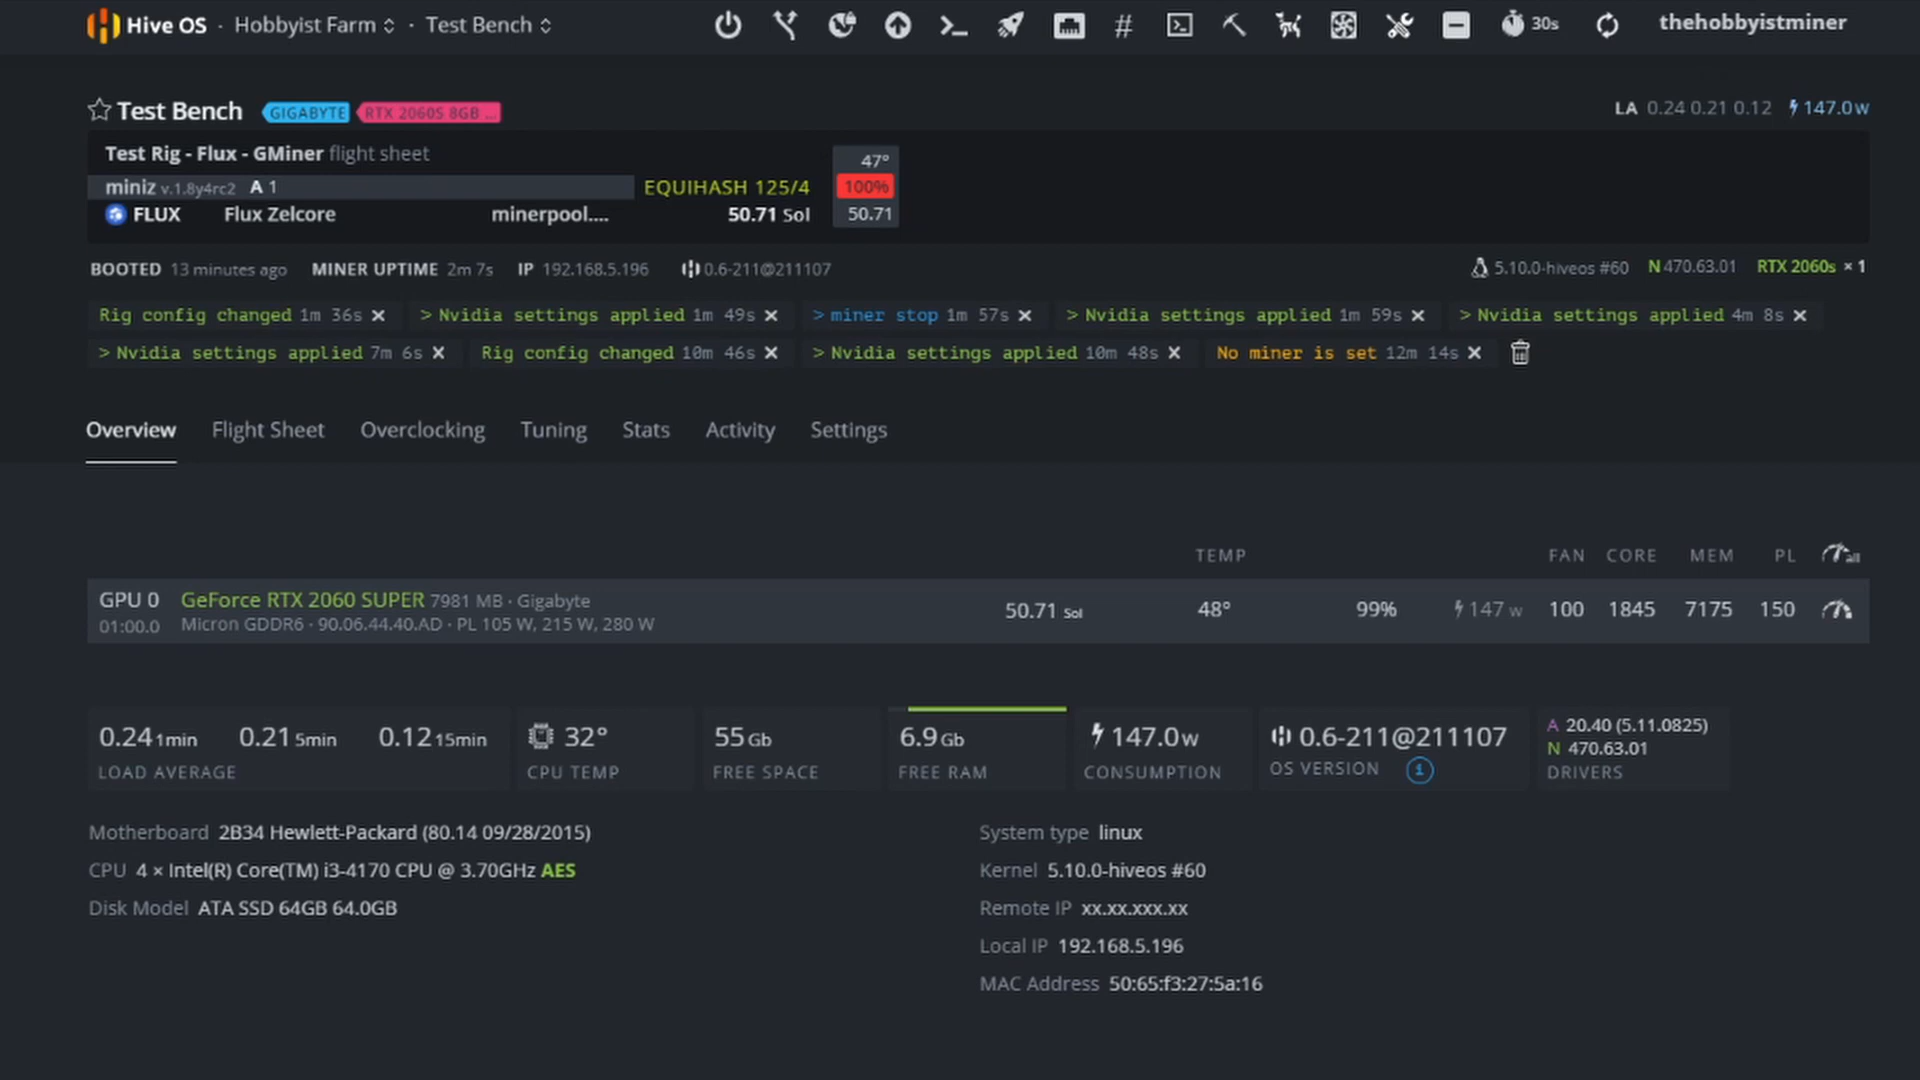 Hive OS · Hobbyist Farm · Test Bench 30s thehobbyistminer
Test Bench GIGABYTE RTX 2060S 8GB ... LA 0.24 0.21 0.12 147.0 w
Test Rig - Flux - GMiner flight sheet 47°
miniz v.1.8y4rc2 A 1 EQUIHASH 125/4 100%
FLUX Flux Zelcore minerpool.... 50.71 Sol 50.71
BOOTED 13 minutes ago MINER UPTIME 2m 7s IP 192.168.5.196 0.6-211@211107 5.10.0-hiveos #60 N 470.63.01 RTX 2060s × 1
Rig config changed 1m 36s × > Nvidia settings applied 1m 49s × > miner stop 1m 57s × > Nvidia settings applied 1m 59s × > Nvidia settings applied 4m 8s ×
> Nvidia settings applied 7m 6s × Rig config changed 10m 46s × > Nvidia settings applied 10m 48s × No miner is set 12m 14s ×
Overview Flight Sheet Overclocking Tuning Stats Activity Settings
TEMP FAN CORE MEM PL all
GPU 0 GeForce RTX 2060 SUPER 7981 MB · Gigabyte 50.71 Sol 48° 99% 147 w 100 1845 7175 150
01:00.0 Micron GDDR6 · 90.06.44.40.AD · PL 105 W, 215 W, 280 W
0.24 1min 0.21 5min 0.12 15min 32° 55 Gb 6.9 Gb 147.0 w 0.6-211@211107 A 20.40 (5.11.0825)
N 470.63.01
LOAD AVERAGE CPU TEMP FREE SPACE FREE RAM CONSUMPTION OS VERSION i DRIVERS
Motherboard 2B34 Hewlett-Packard (80.14 09/28/2015) System type linux
CPU 4 × Intel(R) Core(TM) i3-4170 CPU @ 3.70GHz AES Kernel 5.10.0-hiveos #60
Disk Model ATA SSD 64GB 64.0GB Remote IP xx.xx.xxx.xx
Local IP 192.168.5.196
MAC Address 50:65:f3:27:5a:16